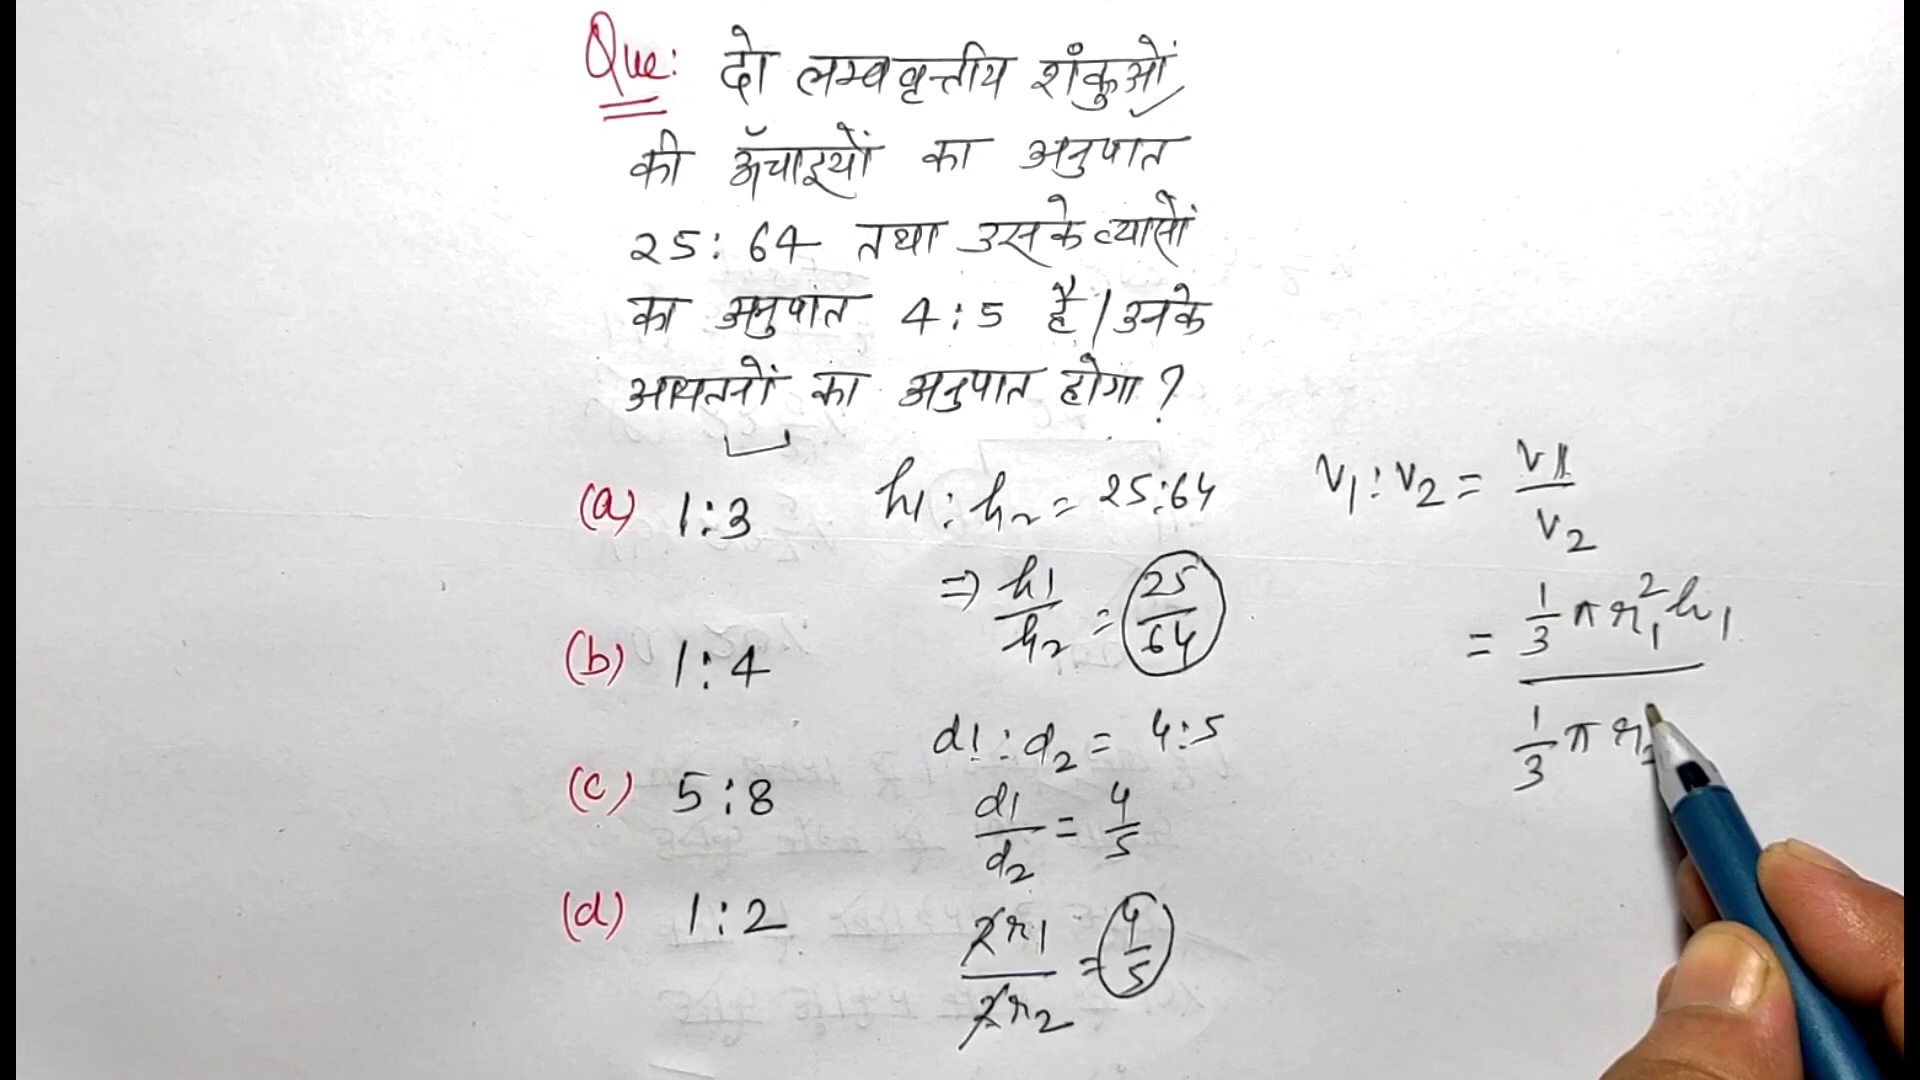 Que: दो लम्बवृत्तीय शंकुओं
की ऊँचाइयों का अनुपात
25:64 तथा उसके व्यासों
का अनुपात 4:5 है। उनके
आयतनों का अनुपात होगा?
(a) 1:3
(b) 1:4
(c) 5:8
(d) 1:2
h1 : h2 = 25:64
⇒ h1/h2 = 25/64
d1 : d2 = 4:5
d1/d2 = 4/5
2r1/2r2 = 4/5
V1 : V2 = V1/V2
= 1/3 π r1² h1
1/3 π r2